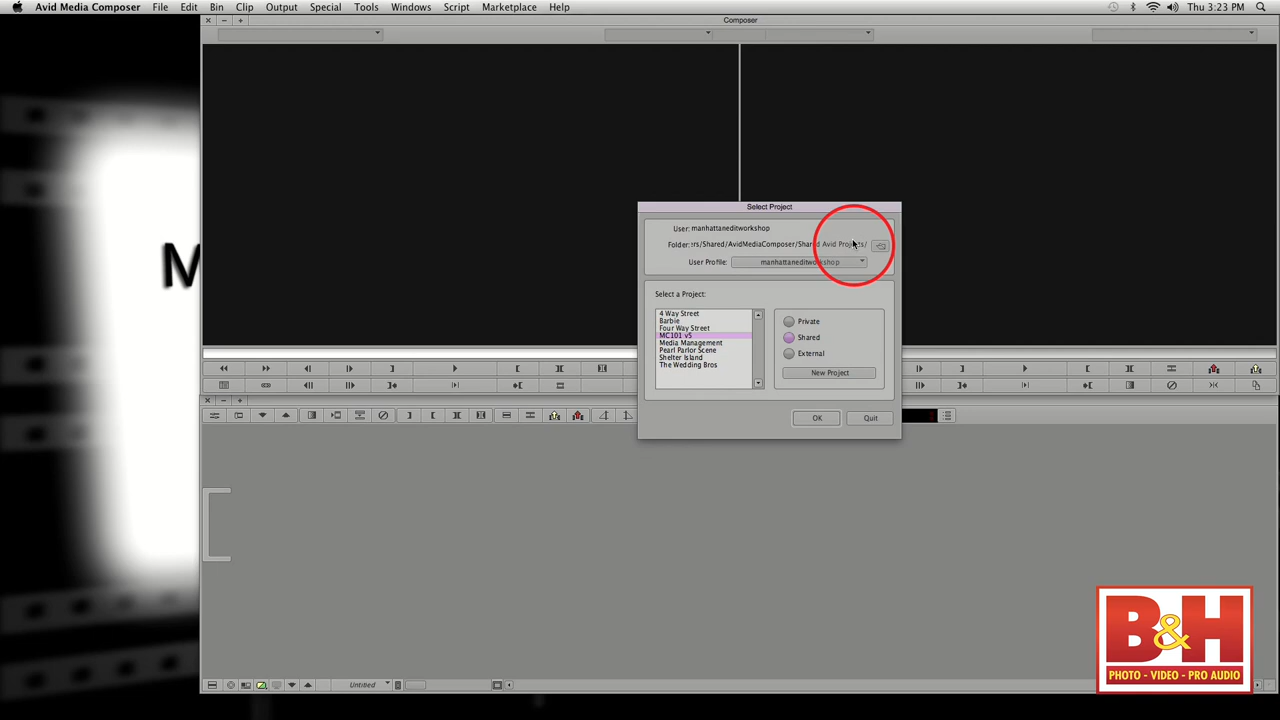 Avid Media Composer File Edit Bin Clip Output Special Tools Windows Script Marketplace Help Thu 3:23 PM
Composer
M
Select Project
User: manhattaneditworkshop
Folder: :rs/Shared/AvidMediaComposer/Shared Avid Projects/
User Profile: manhattaneditworkshop
Select a Project:
4 Way Street
Barbie
Four Way Street
MC101 v5
Media Management
Pearl Parlor Scene
Shelter Island
The Wedding Bros
Private
Shared
External
New Project
OK Quit
Untitled
B&H
PHOTO - VIDEO - PRO AUDIO